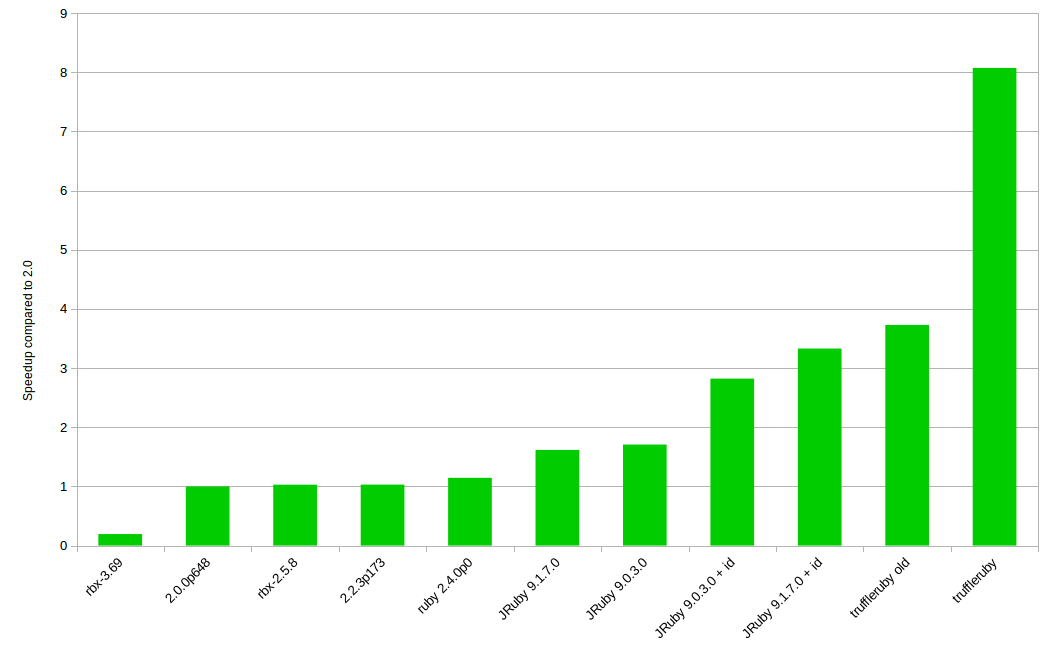 9
8
7
6
5
4
3
2
1
0
Speedup compared to 2.0
rbx-3.69
2.0.0p648
rbx-2.5.8
2.2.3p173
ruby 2.4.0p0
JRuby 9.1.7.0
JRuby 9.0.3.0
JRuby 9.0.3.0 + id
JRuby 9.1.7.0 + id
truffleruby old
truffleruby